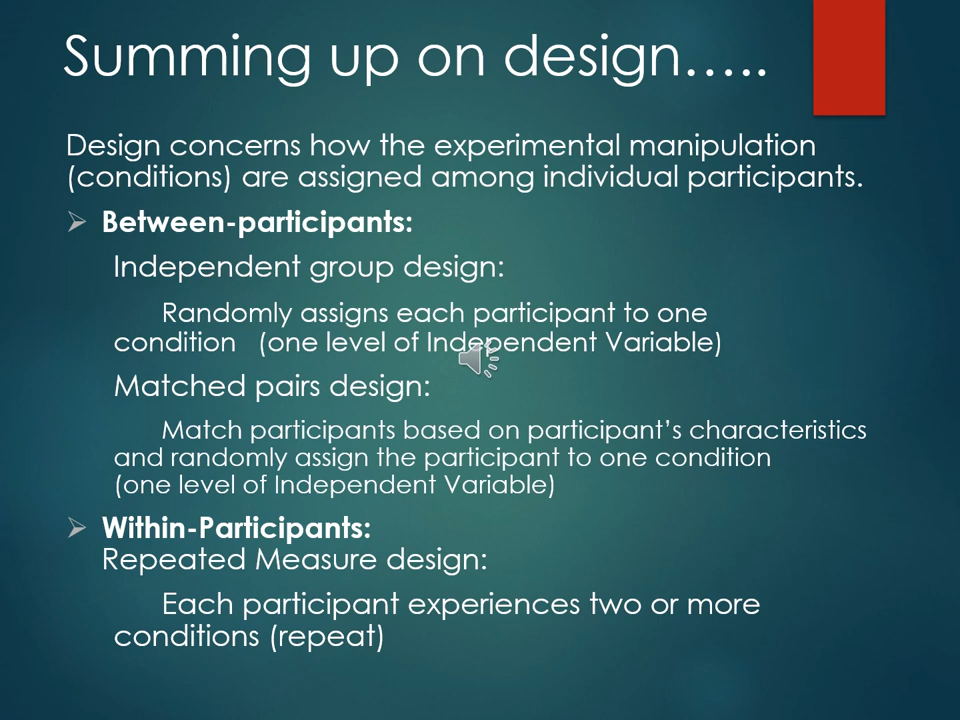 Summing up on design…..
Design concerns how the experimental manipulation
(conditions) are assigned among individual participants.
Between-participants:
Independent group design:
Randomly assigns each participant to one
condition (one level of Independent Variable)
Matched pairs design:
Match participants based on participant’s characteristics
and randomly assign the participant to one condition
(one level of Independent Variable)
Within-Participants:
Repeated Measure design:
Each participant experiences two or more
conditions (repeat)